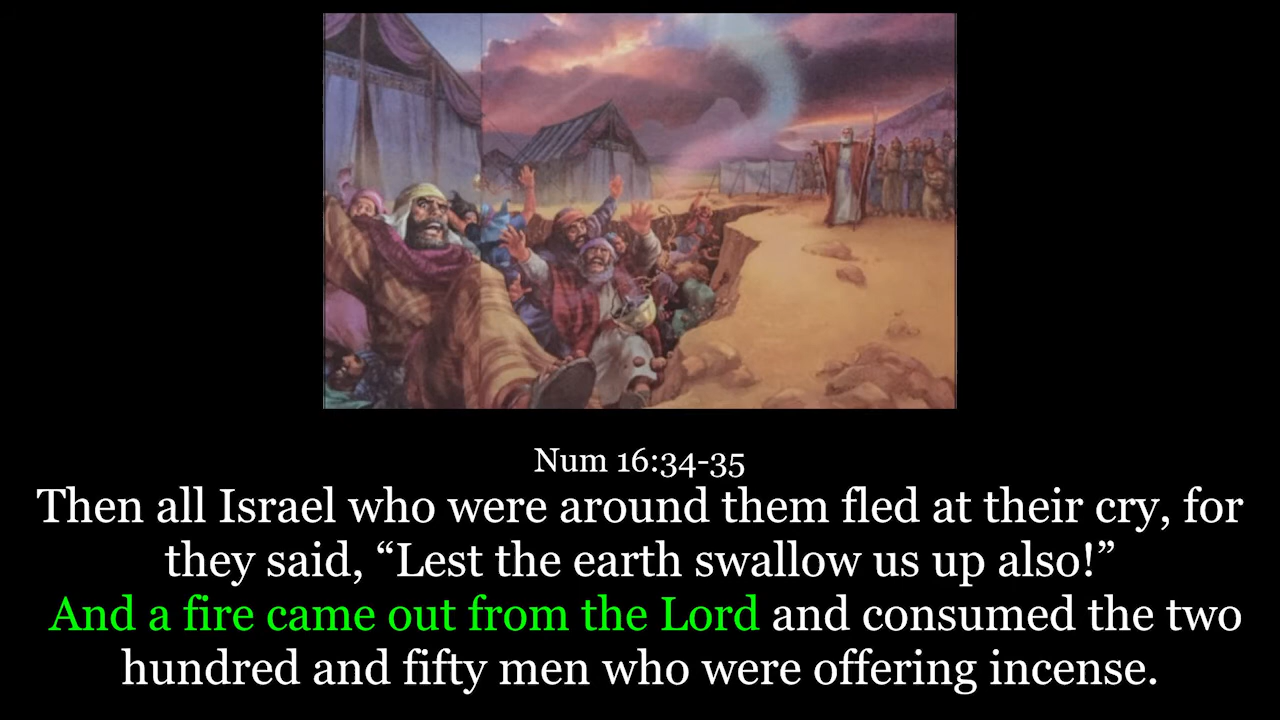 Num 16:34-35
Then all Israel who were around them fled at their cry, for
they said, “Lest the earth swallow us up also!”
And a fire came out from the Lord and consumed the two
hundred and fifty men who were offering incense.